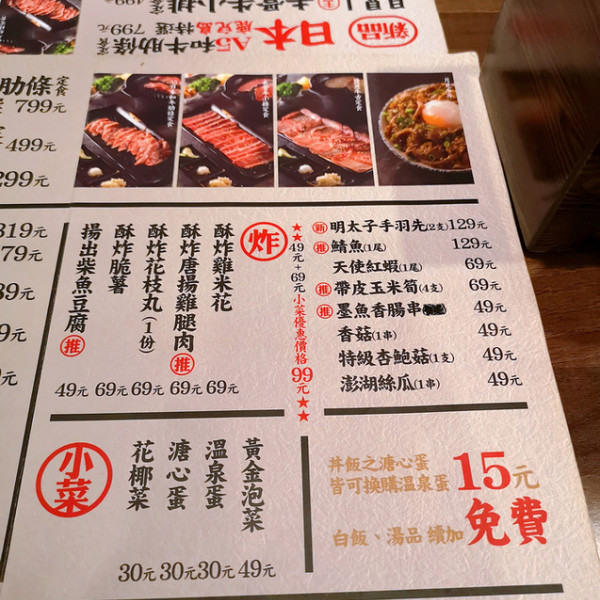 新品
日本
A5和牛肋條
鹿兒島特選 799元
定食
肋條 定食
799元
499元
299元
319元
炸
酥炸雞米花 69元
酥炸唐揚雞腿肉 推 69元
酥炸花枝丸(1份) 69元
酥炸脆薯 69元
揚出柴魚豆腐 推 49元
★★49元+69元小菜優惠價格99元★★
新 明太子手羽先(2支) 129元
推 鯖魚(1尾) 129元
天使紅蝦(1尾) 69元
推 帶皮玉米筍(4支) 69元
推 墨魚香腸串 49元
香菇(1串) 49元
特級杏鮑菇(1支) 49元
澎湖絲瓜(1串) 49元
小菜
黃金泡菜 49元
溫泉蛋 30元
溏心蛋 30元
花椰菜 30元
丼飯之溏心蛋
皆可換購溫泉蛋 15元
白飯、湯品 續加 免費